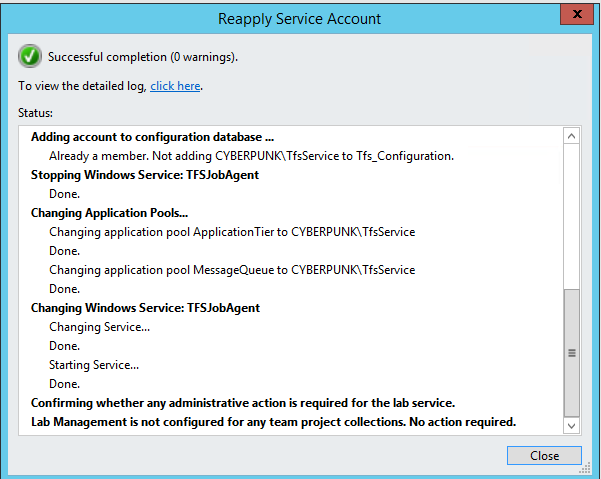 Reapply Service Account
x
Successful completion (0 warnings).
To view the detailed log, click here.
Status:
Adding account to configuration database ...
Already a member. Not adding CYBERPUNK\TfsService to Tfs_Configuration.
Stopping Windows Service: TFSJobAgent
Done.
Changing Application Pools...
Changing application pool ApplicationTier to CYBERPUNK\TfsService
Done.
Changing application pool MessageQueue to CYBERPUNK\TfsService
Done.
Changing Windows Service: TFSJobAgent
Changing Service...
Done.
Starting Service...
Done.
Confirming whether any administrative action is required for the lab service.
Lab Management is not configured for any team project collections. No action required.
Close